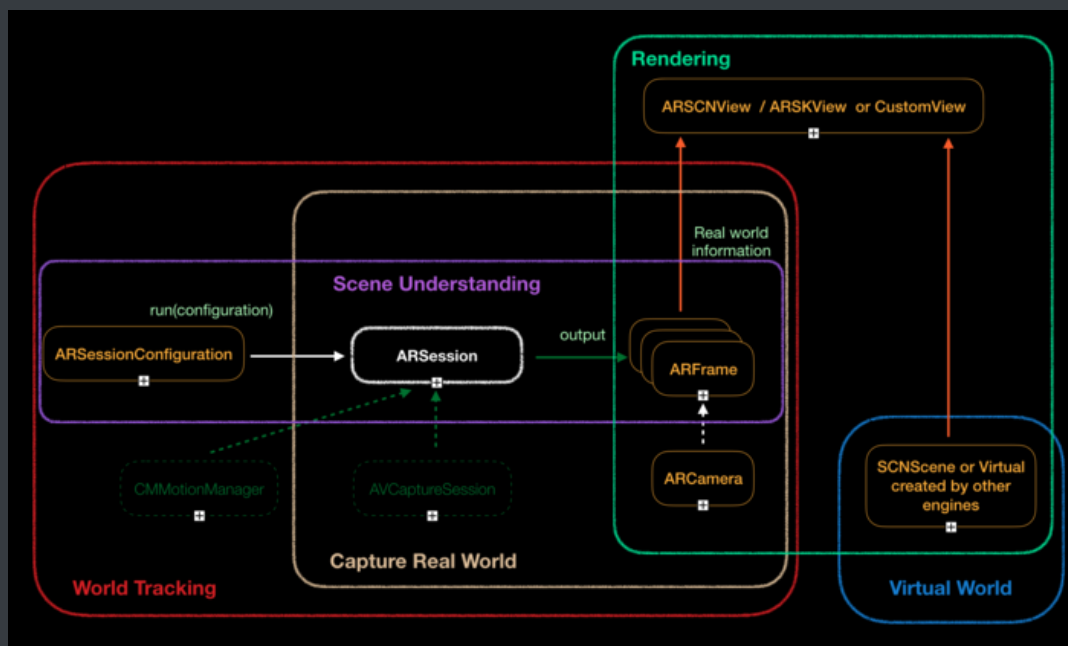 Rendering
ARSCNView / ARSKView or CustomView
Real world
information
Scene Understanding
run(configuration)
ARSessionConfiguration
ARSession
output
ARFrame
CMMotionManager
AVCaptureSession
ARCamera
SCNScene or Virtual
created by other
engines
Capture Real World
World Tracking
Virtual World